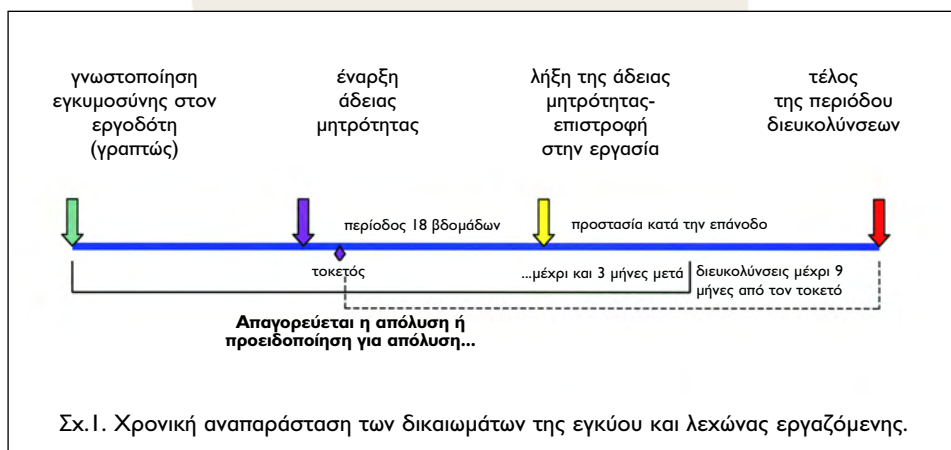 γνωστοποίηση
εγκυμοσύνης στον
εργοδότη
(γραπτώς)
έναρξη
άδειας
μητρότητας
λήξη της άδειας
μητρότητας-
επιστροφή
στην εργασία
τέλος
της περιόδου
διευκολύνσεων
περίοδος 18 βδομάδων
προστασία κατά την επάνοδο
τοκετός
...μέχρι και 3 μήνες μετά
διευκολύνσεις μέχρι 9
μήνες από τον τοκετό
Απαγορεύεται η απόλυση ή
προειδοποίηση για απόλυση...
Σχ.1. Χρονική αναπαράσταση των δικαιωμάτων της εγκύου και λεχώνας εργαζόμενης.